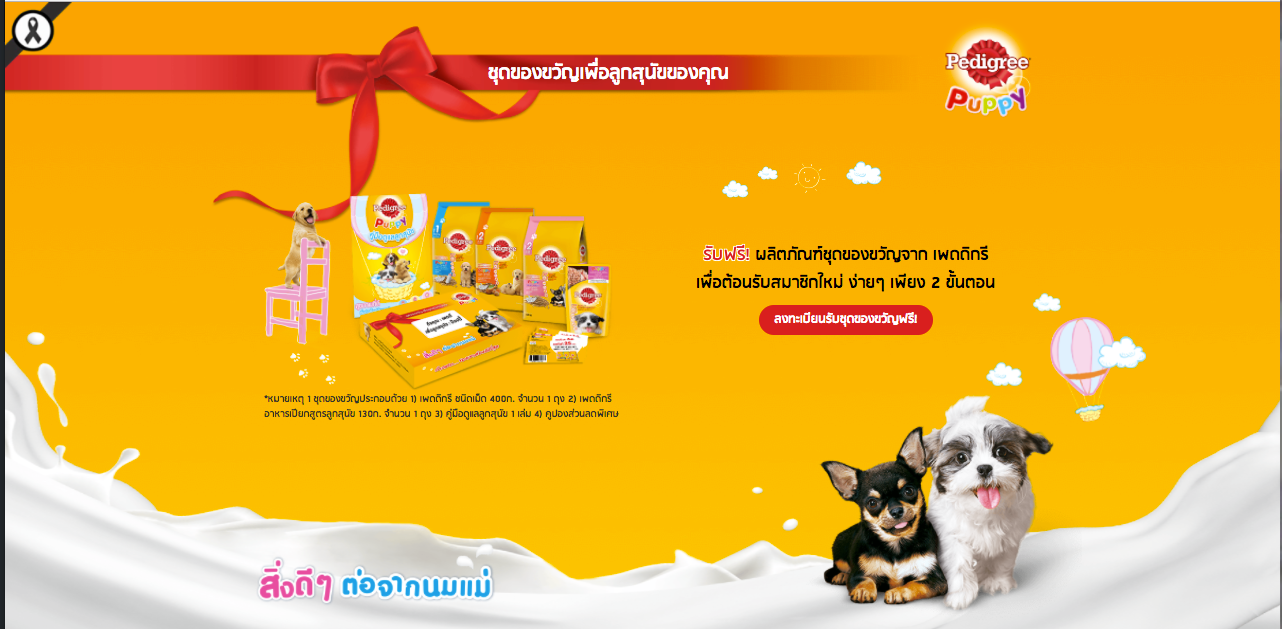 ชุดของขวัญเพื่อลูกสุนัขของคุณ
Pedigree
Puppy
รับฟรี! ผลิตภัณฑ์ชุดของขวัญจาก เพดดิกรี
เพื่อต้อนรับสมาชิกใหม่ ง่ายๆ เพียง 2 ขั้นตอน
ลงทะเบียนรับชุดของขวัญฟรี!
Pedigree
Puppy
Pedigree
Pedigree
Pedigree
Pedigree
*หมายเหตุ 1 ชุดของขวัญประกอบด้วย 1) เพดดิกรี ชนิดเม็ด 400ก. จำนวน 1 ถุง 2) เพดดิกรี
อาหารเปียกสูตรลูกสุนัข 130ก. จำนวน 1 ถุง 3) คู่มือดูแลลูกสุนัข 1 เล่ม 4) คูปองส่วนลดพิเศษ
สิ่งดีๆ ต่อจากนมแม่